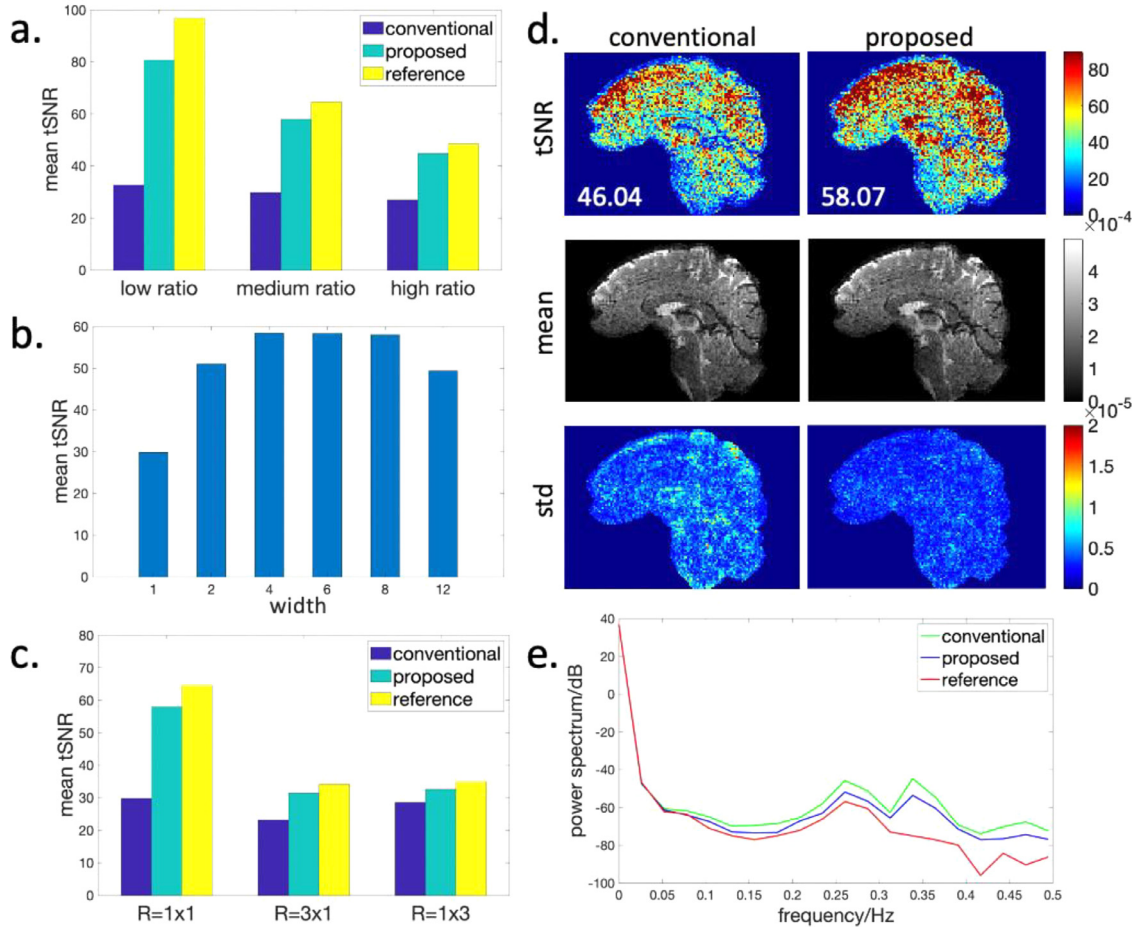 a.
100
80
60
40
20
0
mean tSNR
conventional
proposed
reference
low ratio medium ratio high ratio
b.
60
50
40
30
20
10
0
mean tSNR
1 2 4 6 8 12
width
c.
80
70
60
50
40
30
20
10
0
mean tSNR
conventional
proposed
reference
R=1x1 R=3x1 R=1x3
d.
conventional proposed
tSNR
46.04 58.07
80
60
40
20
0
×10-4
mean
4
3
2
1
0
×10-5
std
2
1.5
1
0.5
0
e.
40
20
0
-20
-40
-60
-80
-100
power spectrum/dB
conventional
proposed
reference
0 0.05 0.1 0.15 0.2 0.25 0.3 0.35 0.4 0.45 0.5
frequency/Hz